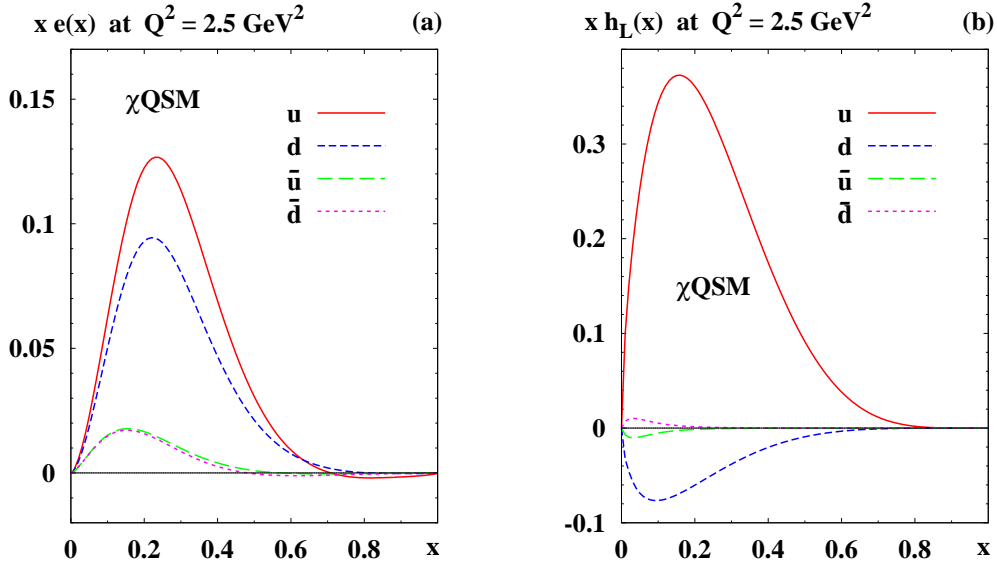 x e(x) at Q² = 2.5 GeV² (a)
χQSM
u
d
ū
d̄
0.15
0.1
0.05
0
0 0.2 0.4 0.6 0.8 x
x h_L(x) at Q² = 2.5 GeV² (b)
u
d
ū
d̄
χQSM
0.3
0.2
0.1
0
-0.1
0 0.2 0.4 0.6 0.8 x